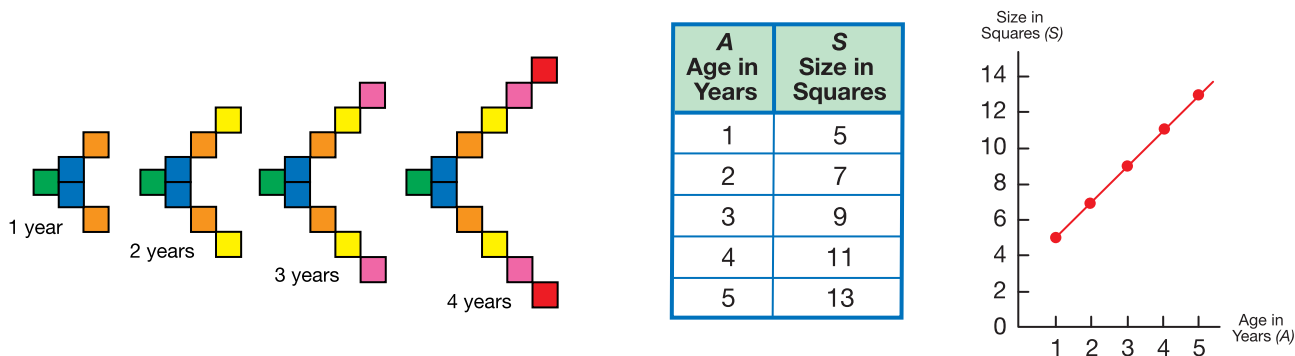 1 year
2 years
3 years
4 years
A S
Age in Size in
Years Squares
1 5
2 7
3 9
4 11
5 13
Size in
Squares (S)
14
12
10
8
6
4
2
0
1 2 3 4 5
Age in
Years (A)